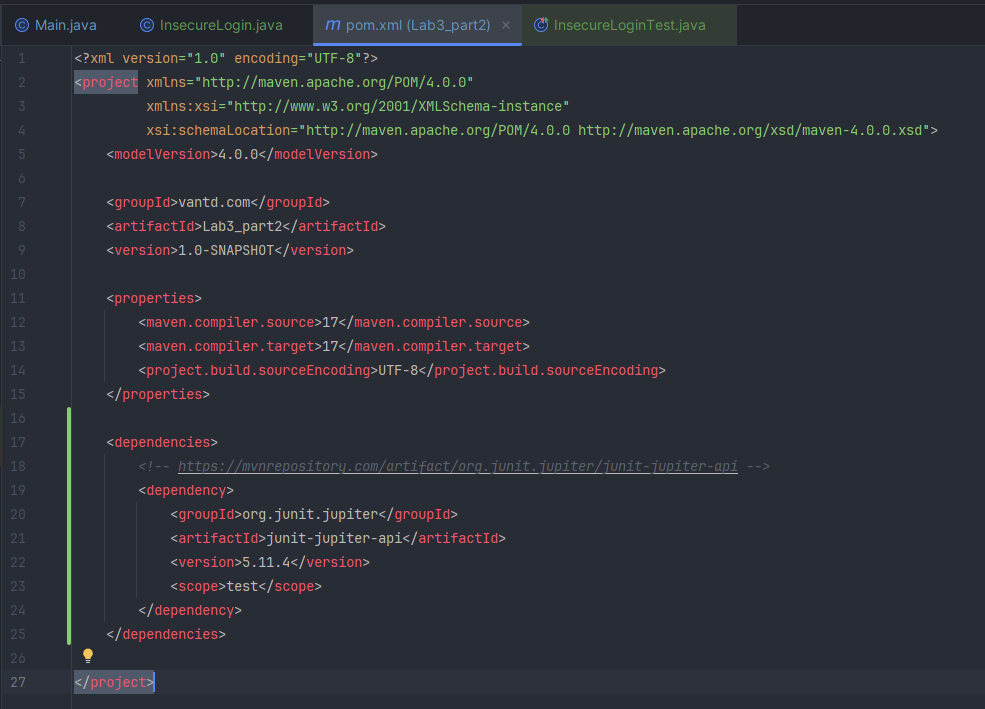 Main.java InsecureLogin.java pom.xml (Lab3_part2) InsecureLoginTest.java
1 <?xml version="1.0" encoding="UTF-8"?>
2 <project xmlns="http://maven.apache.org/POM/4.0.0"
3 xmlns:xsi="http://www.w3.org/2001/XMLSchema-instance"
4 xsi:schemaLocation="http://maven.apache.org/POM/4.0.0 http://maven.apache.org/xsd/maven-4.0.0.xsd">
5 <modelVersion>4.0.0</modelVersion>
6
7 <groupId>vantd.com</groupId>
8 <artifactId>Lab3_part2</artifactId>
9 <version>1.0-SNAPSHOT</version>
10
11 <properties>
12 <maven.compiler.source>17</maven.compiler.source>
13 <maven.compiler.target>17</maven.compiler.target>
14 <project.build.sourceEncoding>UTF-8</project.build.sourceEncoding>
15 </properties>
16
17 <dependencies>
18 <!-- https://mvnrepository.com/artifact/org.junit.jupiter/junit-jupiter-api -->
19 <dependency>
20 <groupId>org.junit.jupiter</groupId>
21 <artifactId>junit-jupiter-api</artifactId>
22 <version>5.11.4</version>
23 <scope>test</scope>
24 </dependency>
25 </dependencies>
26
27 </project>